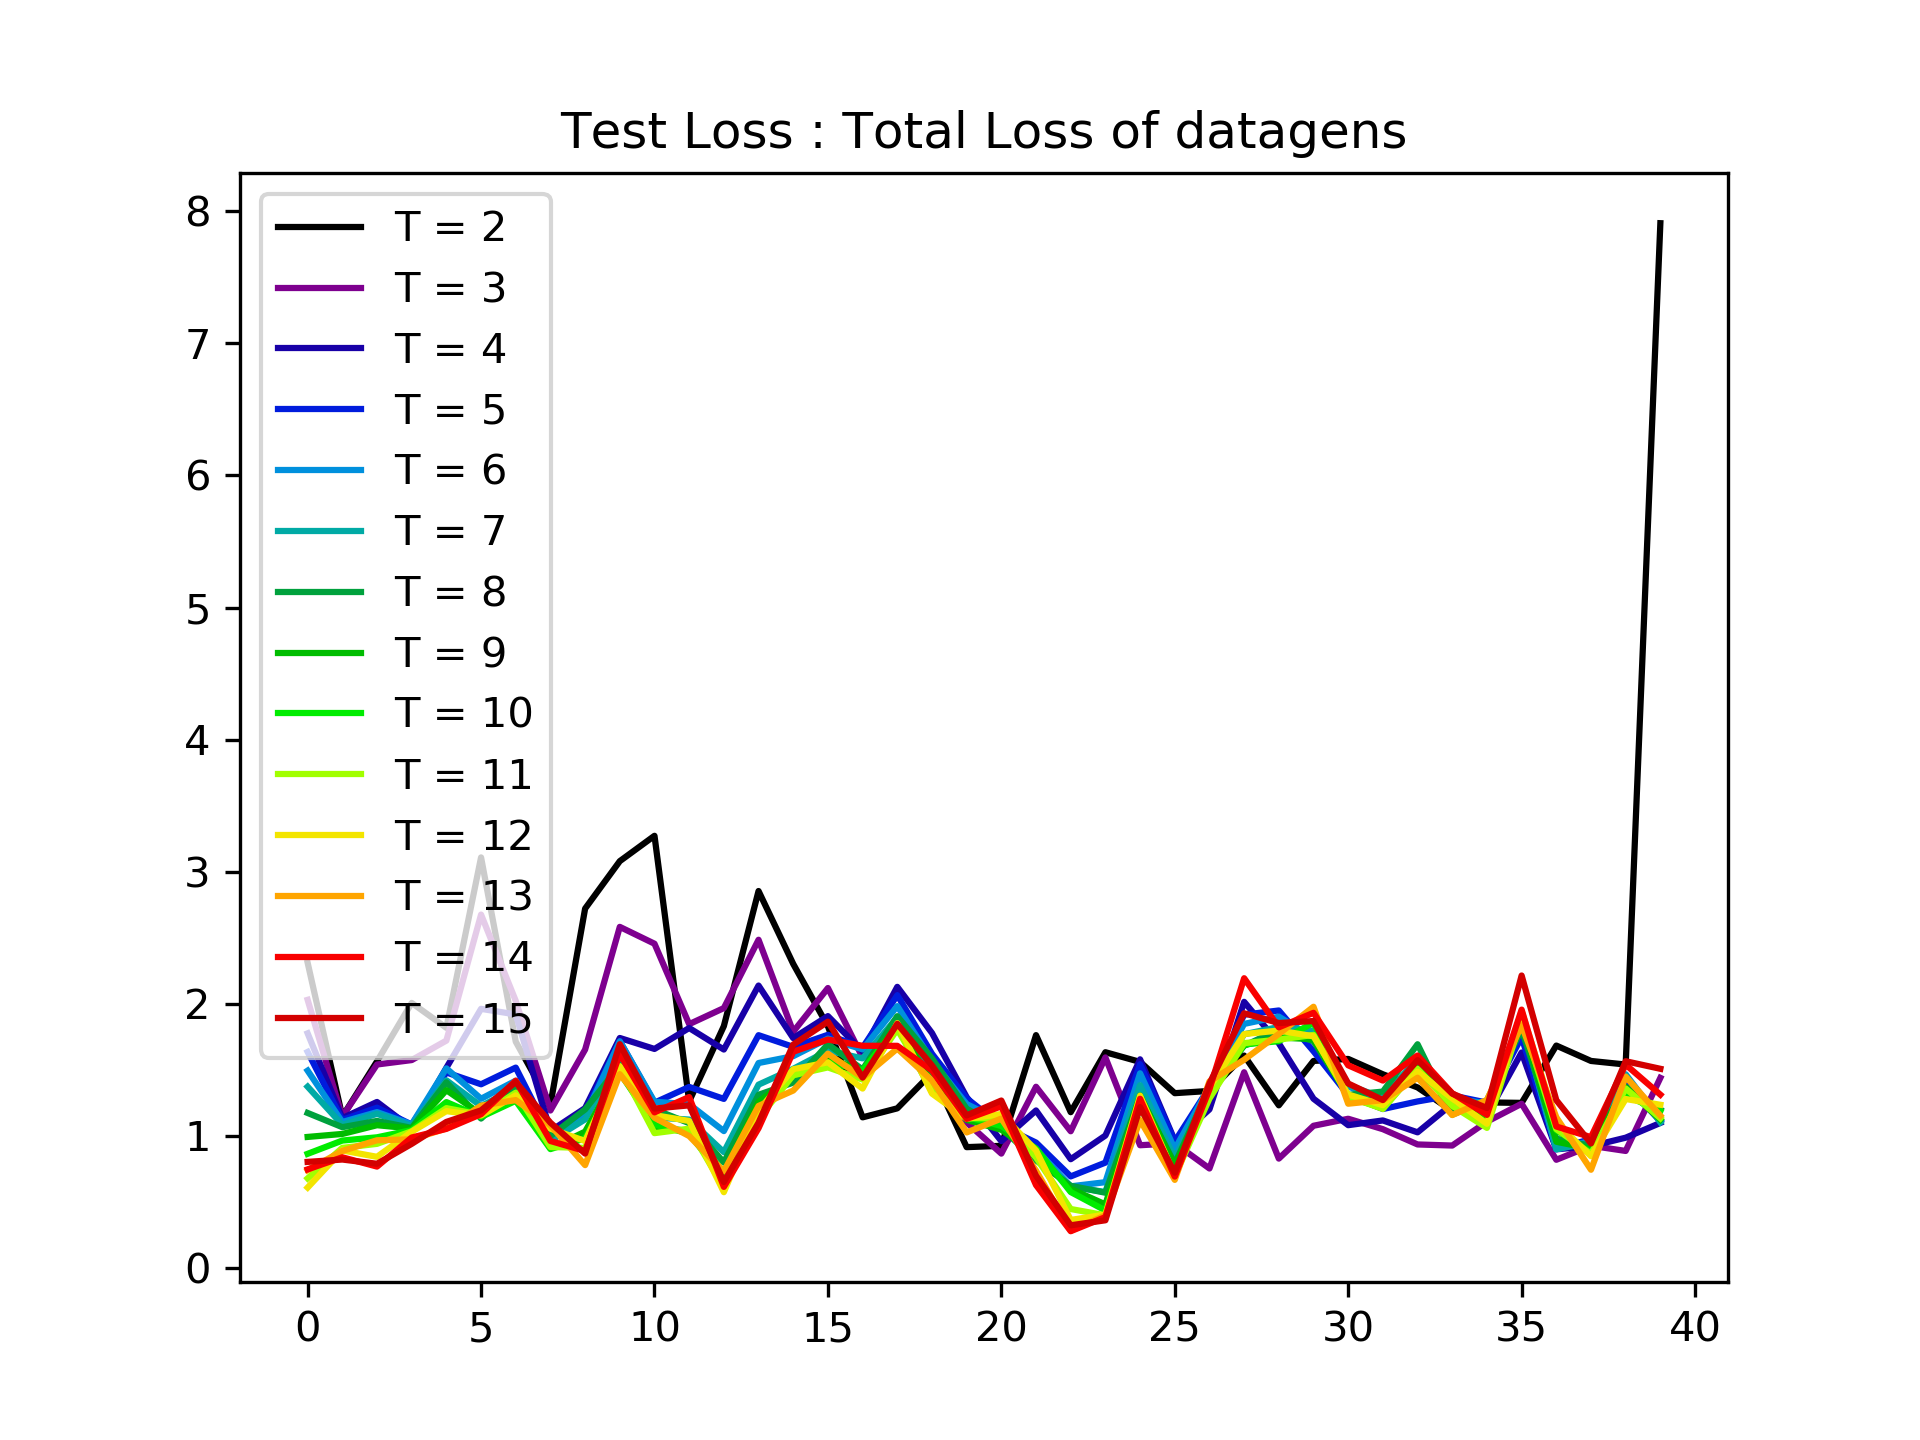 Test Loss : Total Loss of datagens
8
7
6
5
4
3
2
1
0
T = 2
T = 3
T = 4
T = 5
T = 6
T = 7
T = 8
T = 9
T = 10
T = 11
T = 12
T = 13
T = 14
T = 15
0 5 10 15 20 25 30 35 40